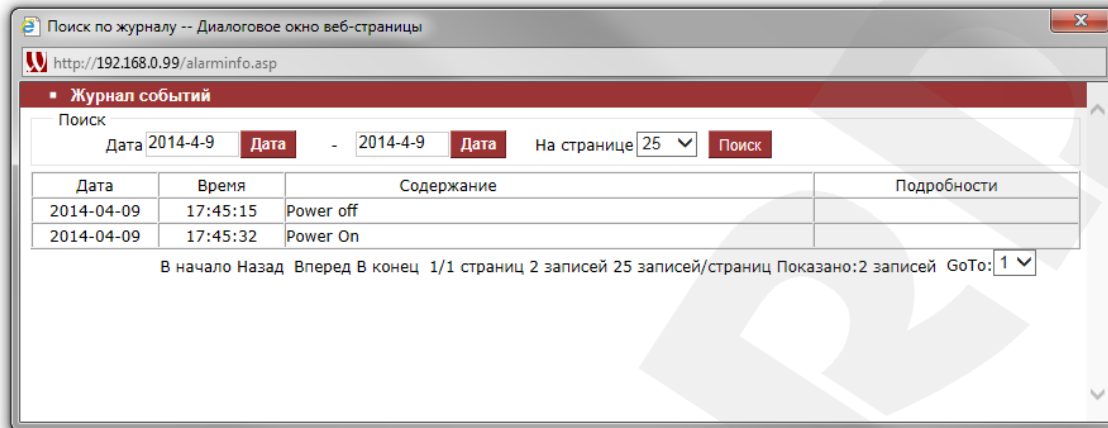 Поиск по журналу -- Диалоговое окно веб-страницы
x
http://192.168.0.99/alarminfo.asp
Журнал событий
Поиск
Дата 2014-4-9 Дата - 2014-4-9 Дата На странице 25 Поиск
Дата Время Содержание Подробности
2014-04-09 17:45:15 Power off
2014-04-09 17:45:32 Power On
В начало Назад Вперед В конец 1/1 страниц 2 записей 25 записей/страниц Показано:2 записей GoTo: 1